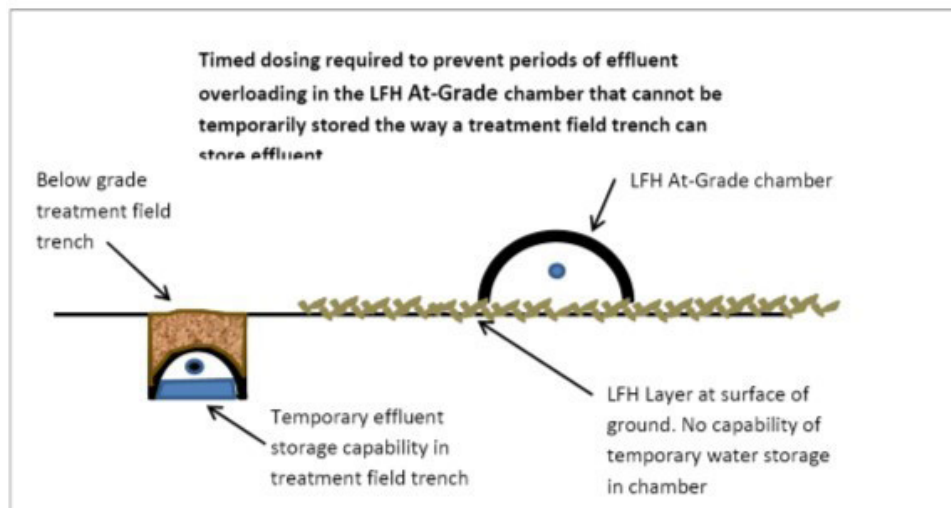 Timed dosing required to prevent periods of effluent
overloading in the LFH At-Grade chamber that cannot be
temporarily stored the way a treatment field trench can
store effluent
Below grade
treatment field
trench
LFH At-Grade chamber
Temporary effluent
storage capability in
treatment field trench
LFH Layer at surface of
ground. No capability of
temporary water storage
in chamber